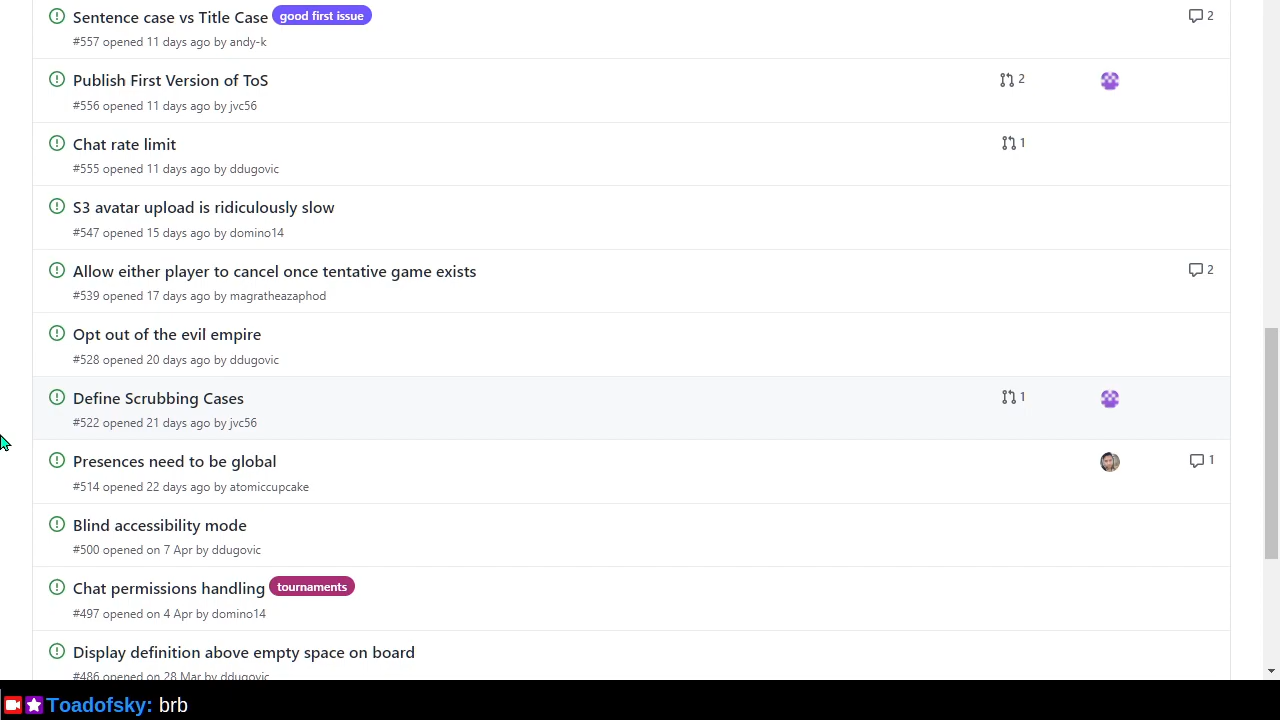 Sentence case vs Title Case good first issue 2
#557 opened 11 days ago by andy-k
Publish First Version of ToS 2
#556 opened 11 days ago by jvc56
Chat rate limit 1
#555 opened 11 days ago by ddugovic
S3 avatar upload is ridiculously slow
#547 opened 15 days ago by domino14
Allow either player to cancel once tentative game exists 2
#539 opened 17 days ago by magratheazaphod
Opt out of the evil empire
#528 opened 20 days ago by ddugovic
Define Scrubbing Cases 1
#522 opened 21 days ago by jvc56
Presences need to be global 1
#514 opened 22 days ago by atomiccupcake
Blind accessibility mode
#500 opened on 7 Apr by ddugovic
Chat permissions handling tournaments
#497 opened on 4 Apr by domino14
Display definition above empty space on board
#486 opened on 28 Mar by ddugovic
Toadofsky: brb